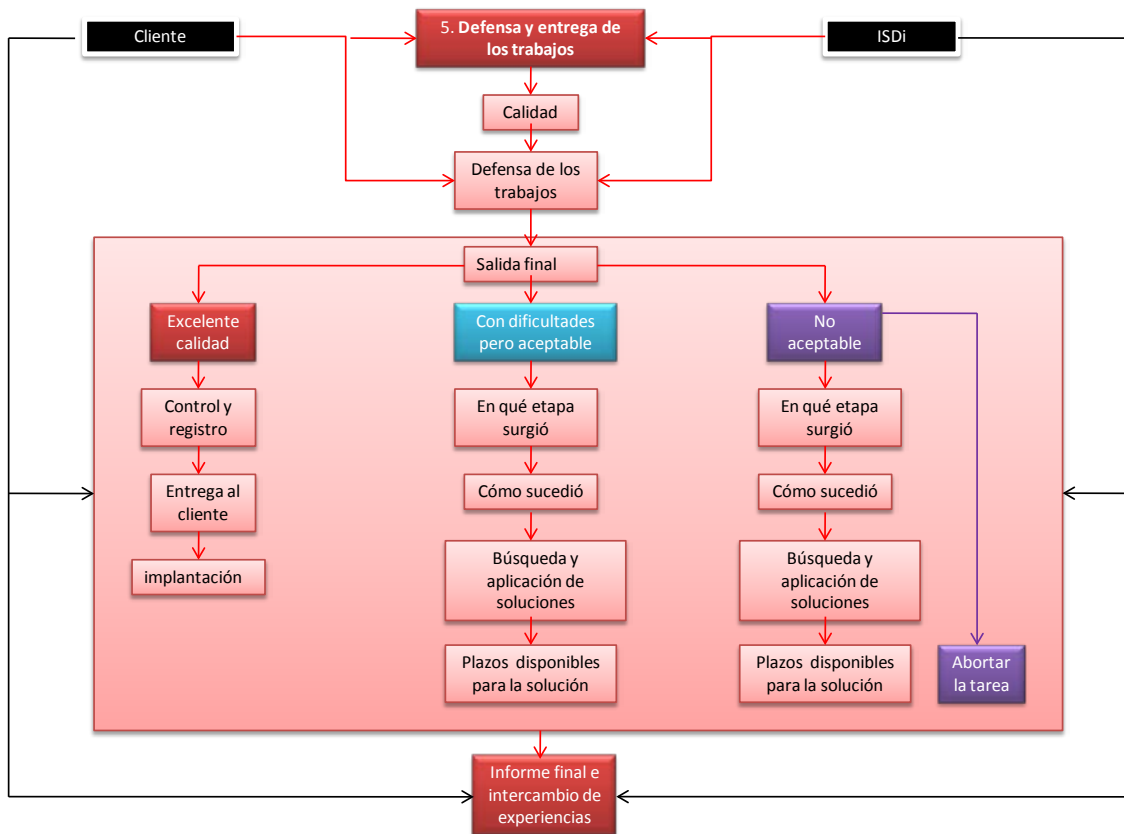 Cliente
5. Defensa y entrega de
los trabajos
ISDi
Calidad
Defensa de los
trabajos
Salida final
Excelente
calidad
Con dificultades
pero aceptable
No
aceptable
Control y
registro
En qué etapa
surgió
En qué etapa
surgió
Entrega al
cliente
Cómo sucedió
Cómo sucedió
implantación
Búsqueda y
aplicación de
soluciones
Búsqueda y
aplicación de
soluciones
Plazos disponibles
para la solución
Plazos disponibles
para la solución
Abortar
la tarea
Informe final e
intercambio de
experiencias